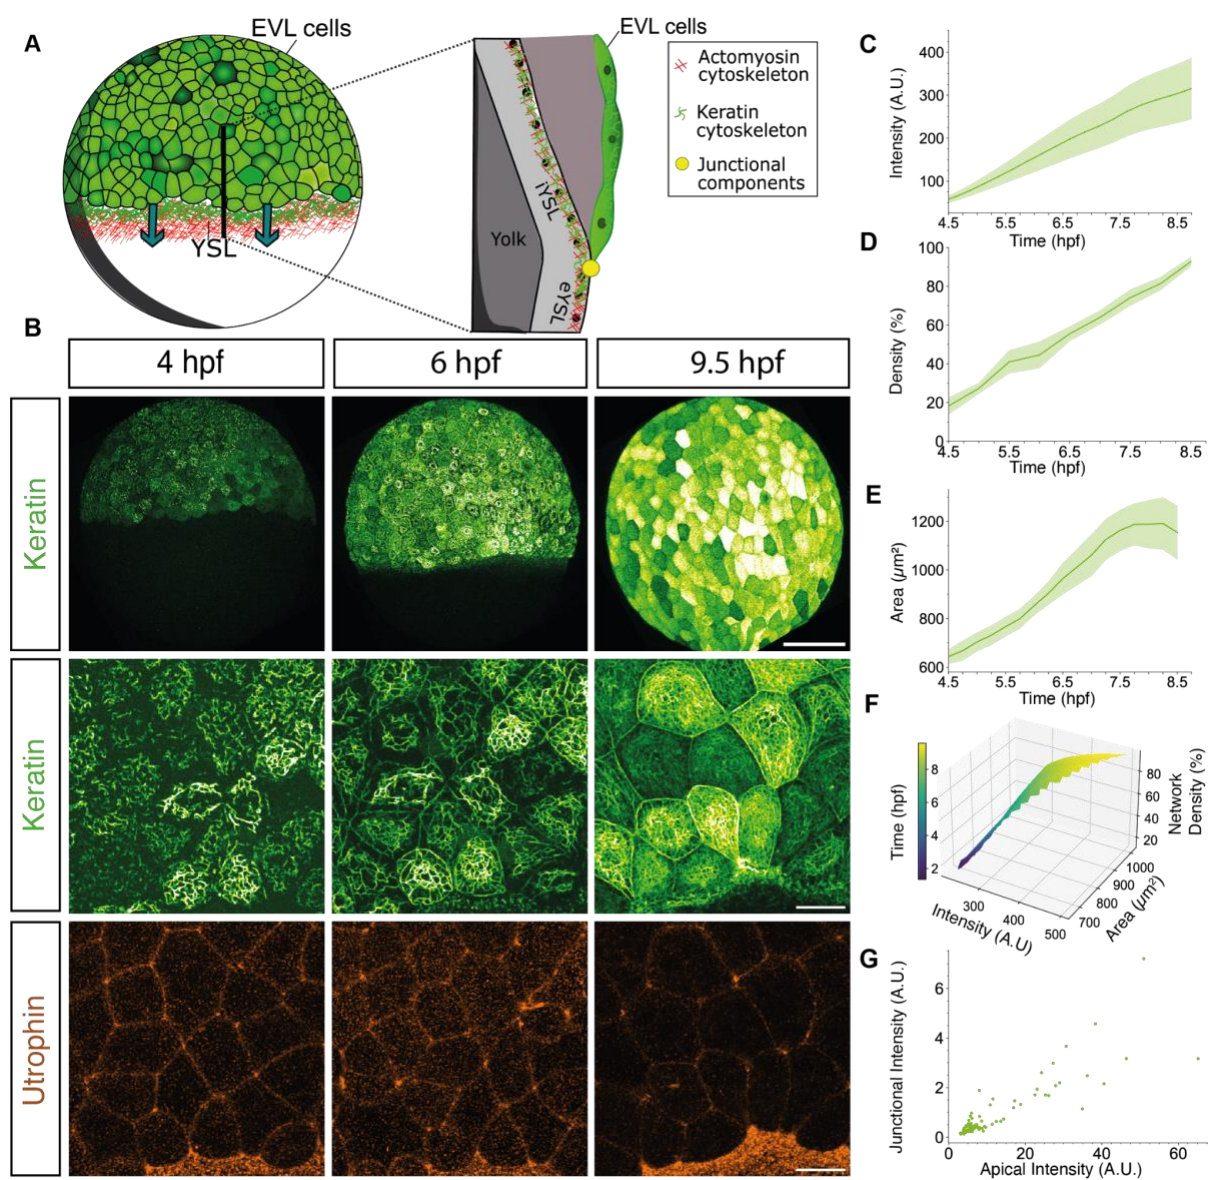 A
EVL cells
YSL
EVL cells
iYSL
eYSL
Yolk
Actomyosin
cytoskeleton
Keratin
cytoskeleton
Junctional
components
B
4 hpf
6 hpf
9.5 hpf
Keratin
Keratin
Utrophin
C
Intensity (A.U.)
400
300
200
100
4.5
5.5
6.5
7.5
8.5
Time (hpf)
D
Density (%)
100
80
60
40
20
0
4.5
5.5
6.5
7.5
8.5
Time (hpf)
E
Area (µm²)
1200
1000
800
600
4.5
5.5
6.5
7.5
8.5
Time (hpf)
F
Time (hpf)
8
6
4
2
Intensity (A.U)
300
400
500
Area (µm²)
700
800
900
1000
Network
Density (%)
80
60
40
20
G
Junctional Intensity (A.U.)
6
4
2
0
0
20
40
60
Apical Intensity (A.U.)